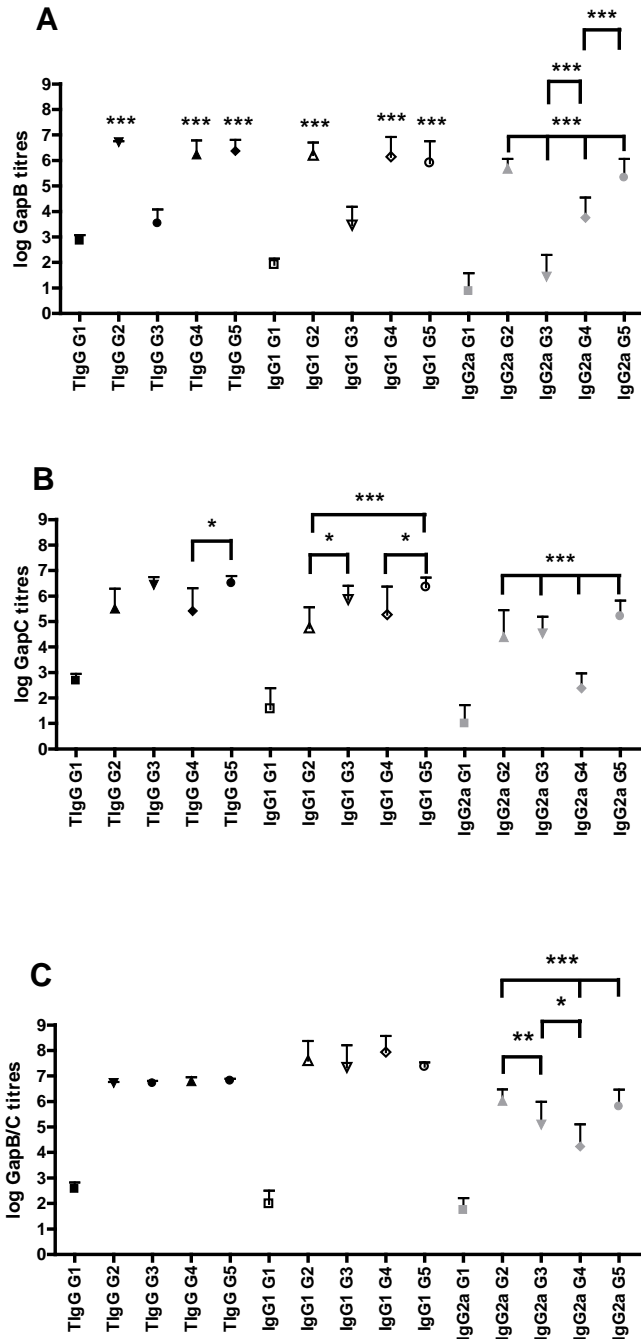 A
***
***
*** *** *** *** *** *** ***
9
8
7
6
5
4
3
2
1
0
log GapB titres
TIgG G1
TIgG G2
TIgG G3
TIgG G4
TIgG G5
IgG1 G1
IgG1 G2
IgG1 G3
IgG1 G4
IgG1 G5
IgG2a G1
IgG2a G2
IgG2a G3
IgG2a G4
IgG2a G5
B
***
* * * ***
9
8
7
6
5
4
3
2
1
0
log GapC titres
TIgG G1
TIgG G2
TIgG G3
TIgG G4
TIgG G5
IgG1 G1
IgG1 G2
IgG1 G3
IgG1 G4
IgG1 G5
IgG2a G1
IgG2a G2
IgG2a G3
IgG2a G4
IgG2a G5
C
***
*
**
9
8
7
6
5
4
3
2
1
0
log GapB/C titres
TIgG G1
TIgG G2
TIgG G3
TIgG G4
TIgG G5
IgG1 G1
IgG1 G2
IgG1 G3
IgG1 G4
IgG1 G5
IgG2a G1
IgG2a G2
IgG2a G3
IgG2a G4
IgG2a G5